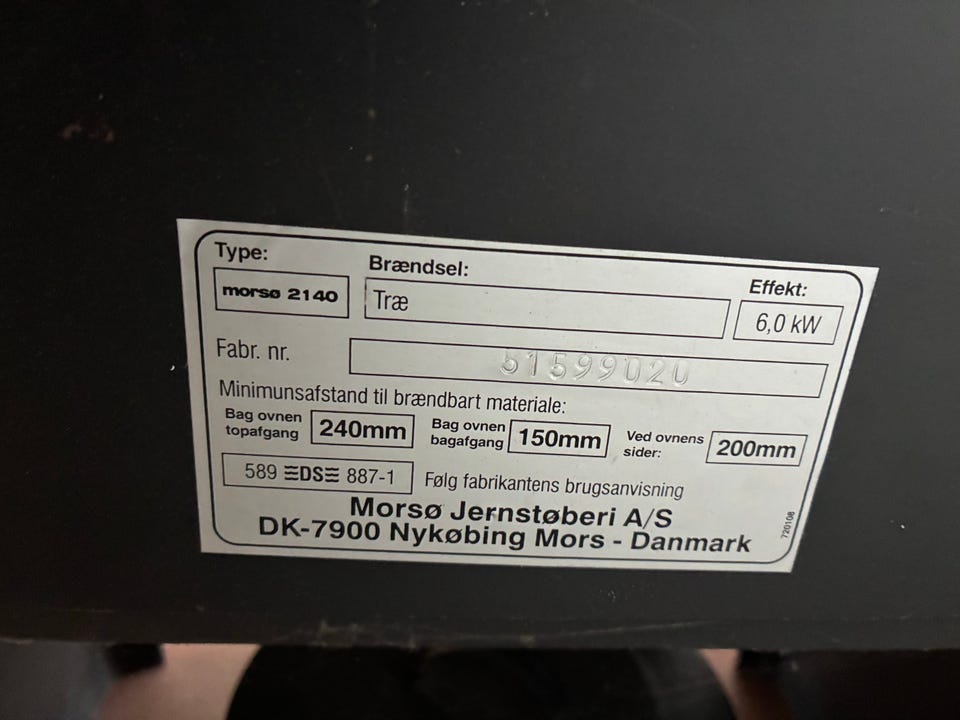 Type:
Brændsel:
Effekt:
morsø 2140
Træ
6,0 kW
Fabr. nr.
51599020
Minimunsafstand til brændbart materiale:
Bag ovnen topafgang
240mm
Bag ovnen bagafgang
150mm
Ved ovnens sider:
200mm
589 DS 887-1
Følg fabrikantens brugsanvisning
Morsø Jernstøberi A/S
DK-7900 Nykøbing Mors - Danmark
720108